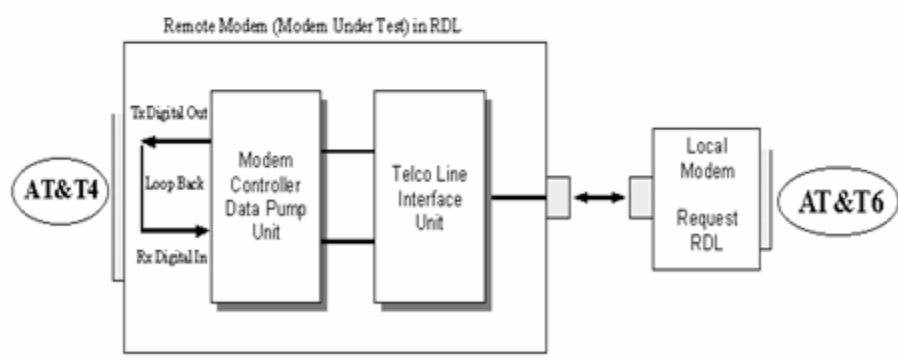 Remote Modem (Modem Under Test) in RDL
Tx Digital Out
Loop Back
Rx Digital In
AT&T4
Modem
Controller
Data Pump
Unit
Telco Line
Interface
Unit
Local
Modem
Request
RDL
AT&T6